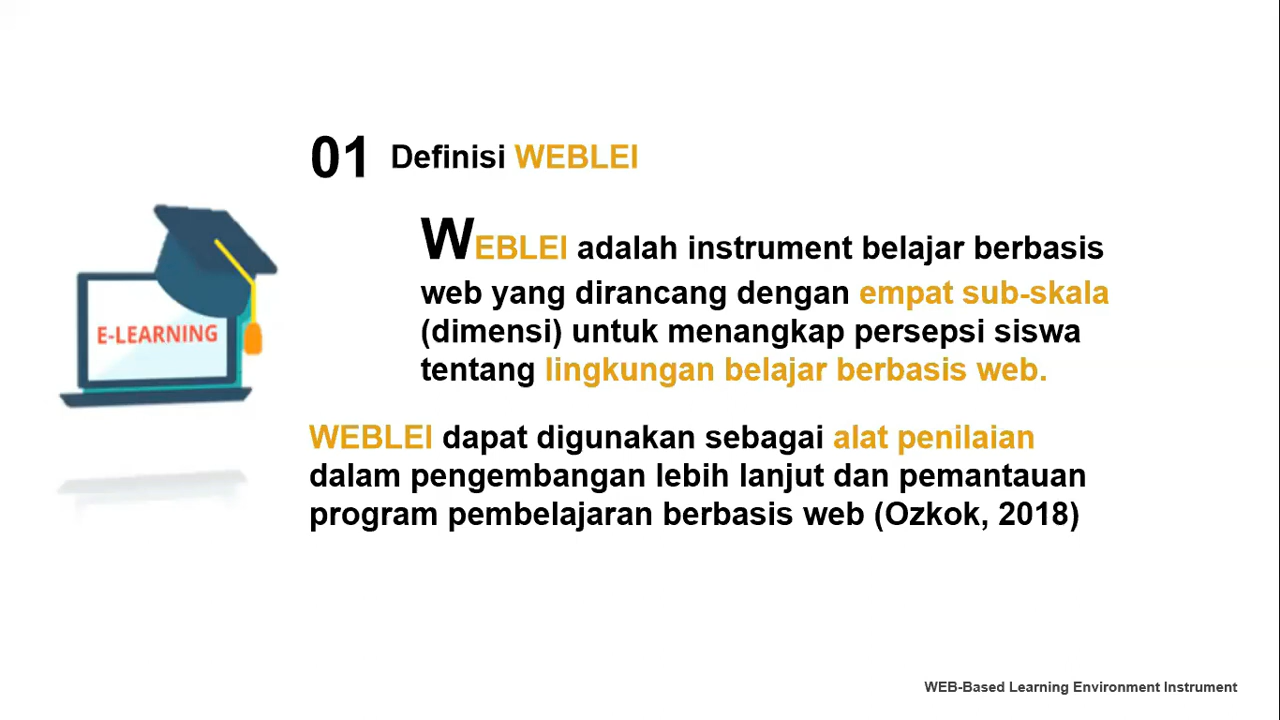 01 Definisi WEBLEI
E-LEARNING
WEBLEI adalah instrument belajar berbasis
web yang dirancang dengan empat sub-skala
(dimensi) untuk menangkap persepsi siswa
tentang lingkungan belajar berbasis web.
WEBLEI dapat digunakan sebagai alat penilaian
dalam pengembangan lebih lanjut dan pemantauan
program pembelajaran berbasis web (Ozkok, 2018)
WEB-Based Learning Environment Instrument